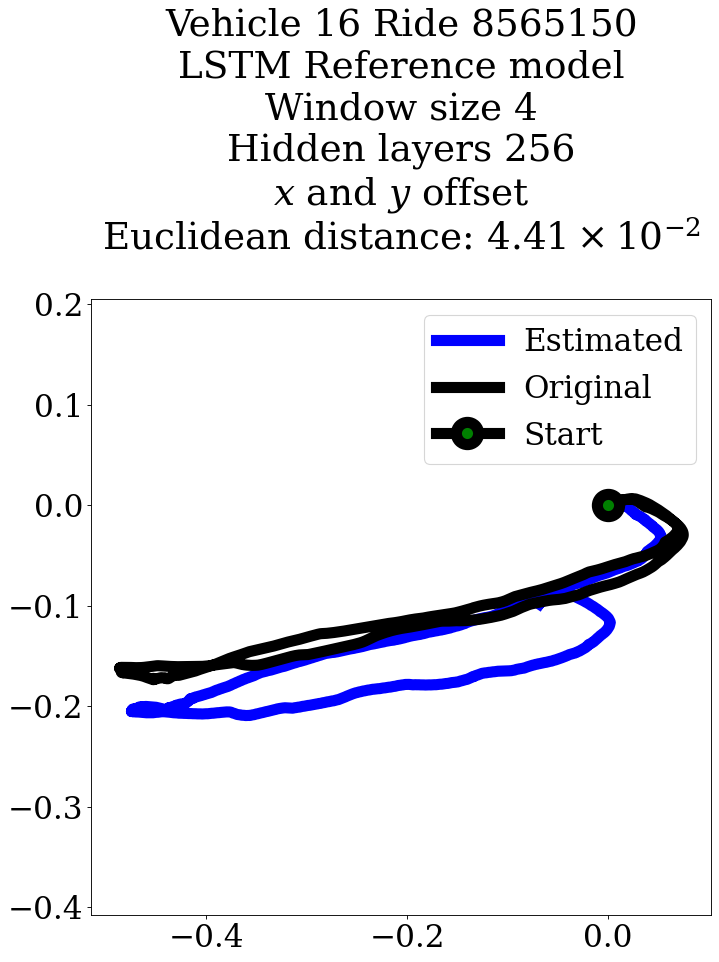 Vehicle 16 Ride 8565150
LSTM Reference model
Window size 4
Hidden layers 256
x and y offset
Euclidean distance: 4.41 × 10⁻²
0.2
0.1
0.0
−0.1
−0.2
−0.3
−0.4
Estimated
Original
Start
−0.4 −0.2 0.0